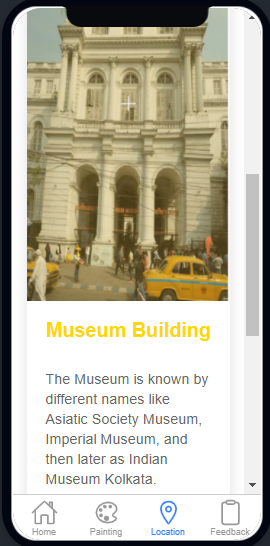 Museum Building
The Museum is known by
different names like
Asiatic Society Museum,
Imperial Museum, and
then later as Indian
Museum Kolkata.
Home
Painting
Location
Feedback